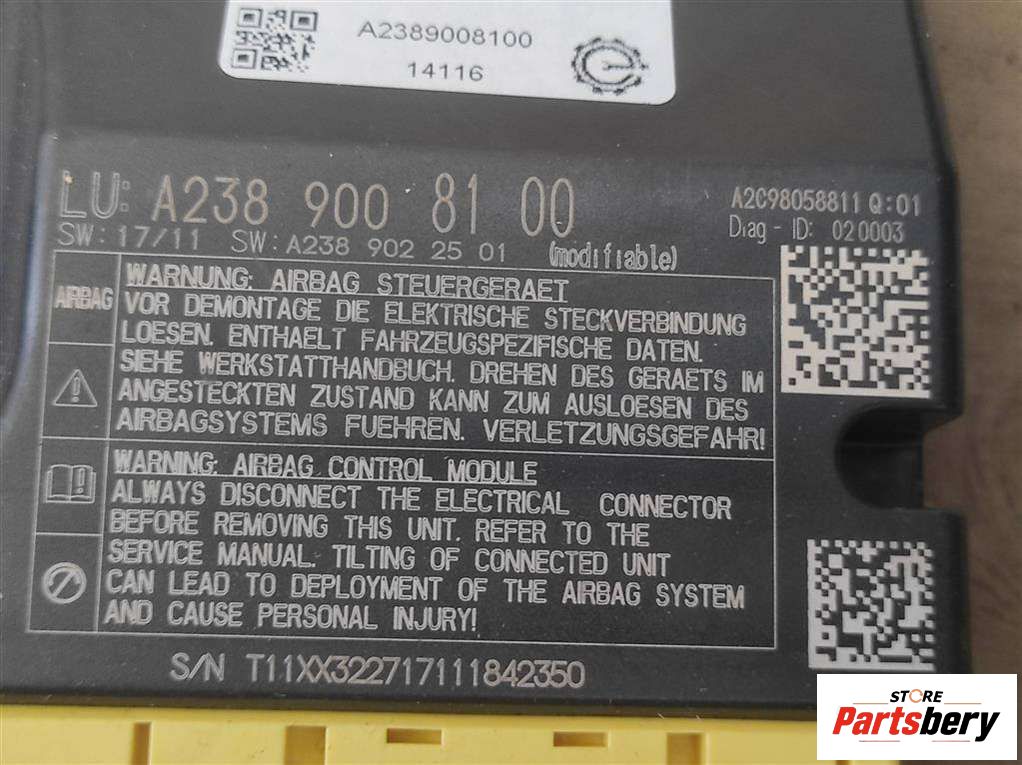 A2389008100
14116
LU: A238 900 81 00
A2C98058811 Q:01
SW: 17/11 SW: A238 902 25 01 (modifiable)
Diag - ID: 020003
AIRBAG
WARNUNG: AIRBAG STEUERGERAET
VOR DEMONTAGE DIE ELEKTRISCHE STECKVERBINDUNG
LOESEN. ENTHAELT FAHRZEUGSPEZIFISCHE DATEN.
SIEHE WERKSTATTHANDBUCH. DREHEN DES GERAETS IM
ANGESTECKTEN ZUSTAND KANN ZUM AUSLOESEN DES
AIRBAGSYSTEMS FUEHREN. VERLETZUNGSGEFAHR!
WARNING: AIRBAG CONTROL MODULE
ALWAYS DISCONNECT THE ELECTRICAL CONNECTOR
BEFORE REMOVING THIS UNIT. REFER TO THE
SERVICE MANUAL. TILTING OF CONNECTED UNIT
CAN LEAD TO DEPLOYMENT OF THE AIRBAG SYSTEM
AND CAUSE PERSONAL INJURY!
S/N T11XX322717111842350
STORE
Partsbery